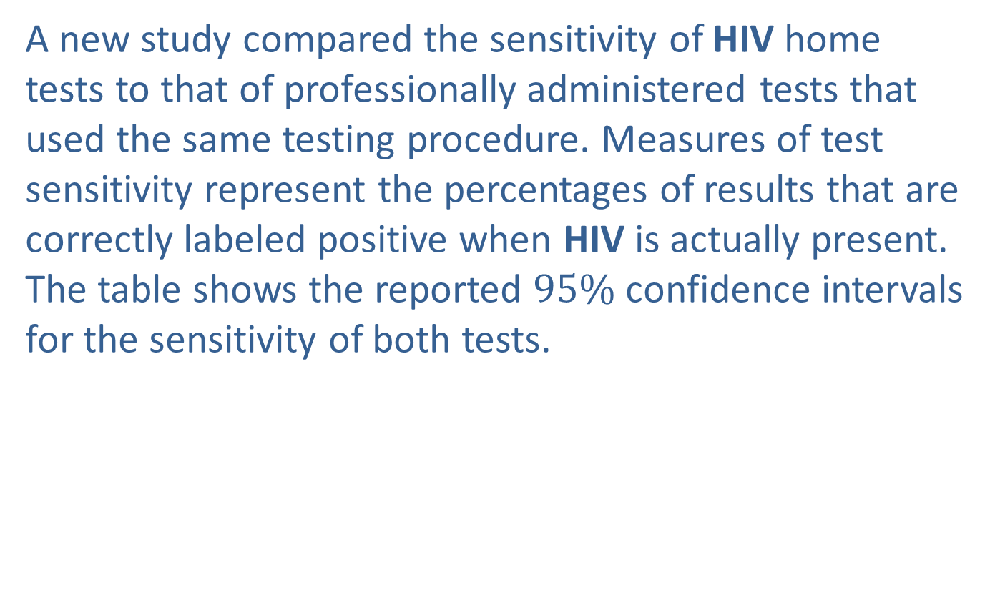 A new study compared the sensitivity of HIV home
tests to that of professionally administered tests that
used the same testing procedure. Measures of test
sensitivity represent the percentages of results that are
correctly labeled positive when HIV is actually present.
The table shows the reported 95% confidence intervals
for the sensitivity of both tests.